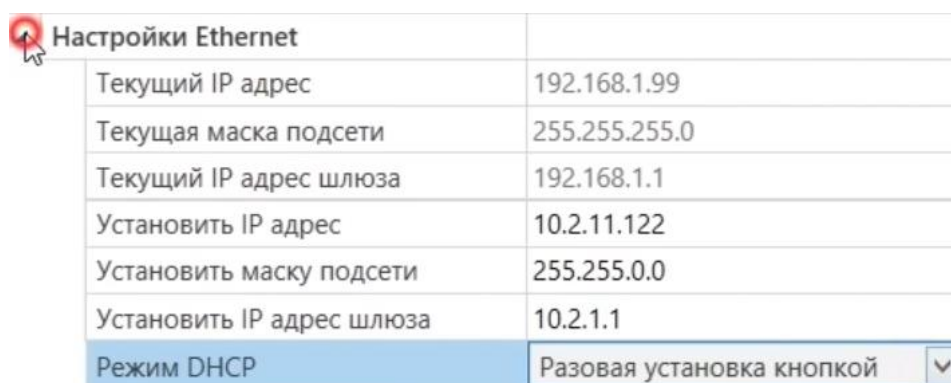 Настройки Ethernet
Текущий IP адрес 192.168.1.99
Текущая маска подсети 255.255.255.0
Текущий IP адрес шлюза 192.168.1.1
Установить IP адрес 10.2.11.122
Установить маску подсети 255.255.0.0
Установить IP адрес шлюза 10.2.1.1
Режим DHCP Разовая установка кнопкой